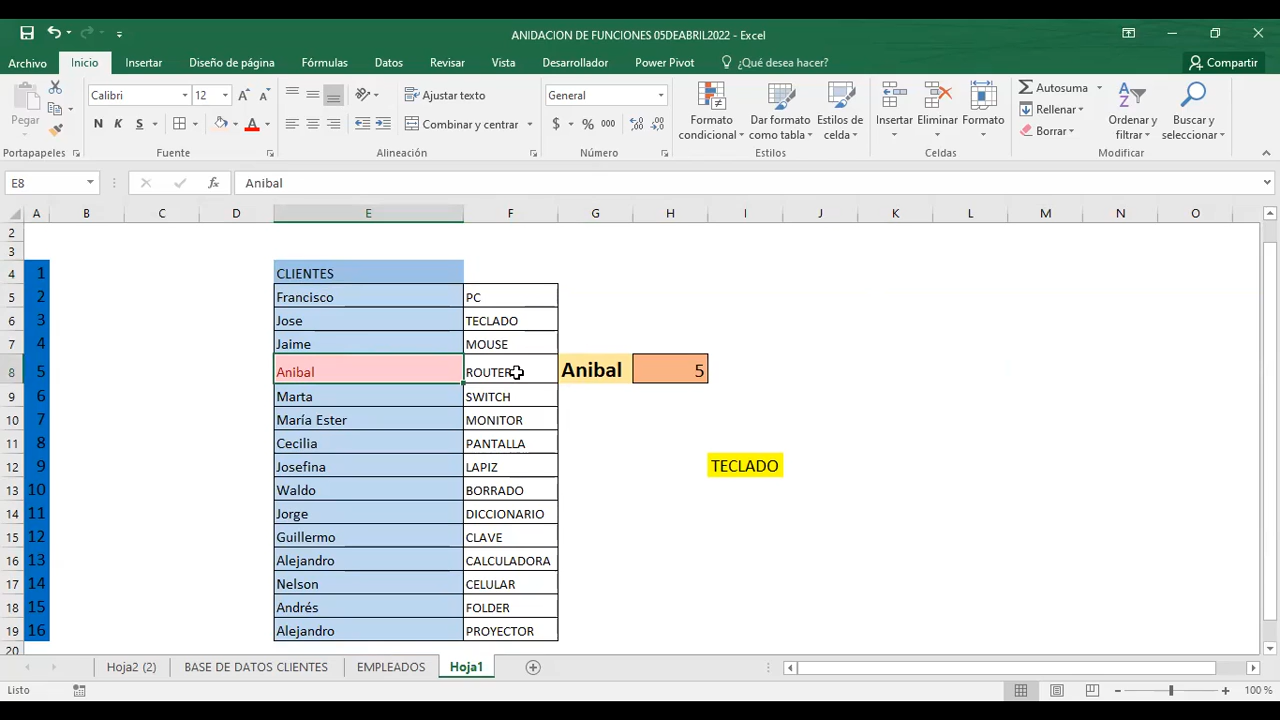 ANIDACION DE FUNCIONES 05DEABRIL2022 - Excel
Archivo Inicio Insertar Diseño de página Fórmulas Datos Revisar Vista Desarrollador Power Pivot ¿Qué desea hacer? Compartir
Pegar
Calibri 12
N K S
Ajustar texto
Combinar y centrar
General
$ % 000
Formato condicional
Dar formato como tabla
Estilos de celda
Insertar
Eliminar
Formato
Autosuma
Rellenar
Borrar
Ordenar y filtrar
Buscar y seleccionar
Portapapeles Fuente Alineación Número Estilos Celdas Modificar
E8 fx Anibal
A B C D E F G H I J K L M N O
2
3
4 1 CLIENTES
5 2 Francisco PC
6 3 Jose TECLADO
7 4 Jaime MOUSE
8 5 Anibal ROUTER Anibal 5
9 6 Marta SWITCH
10 7 María Ester MONITOR
11 8 Cecilia PANTALLA
12 9 Josefina LAPIZ TECLADO
13 10 Waldo BORRADO
14 11 Jorge DICCIONARIO
15 12 Guillermo CLAVE
16 13 Alejandro CALCULADORA
17 14 Nelson CELULAR
18 15 Andrés FOLDER
19 16 Alejandro PROYECTOR
20
Hoja2 (2) BASE DE DATOS CLIENTES EMPLEADOS Hoja1
Listo 100 %